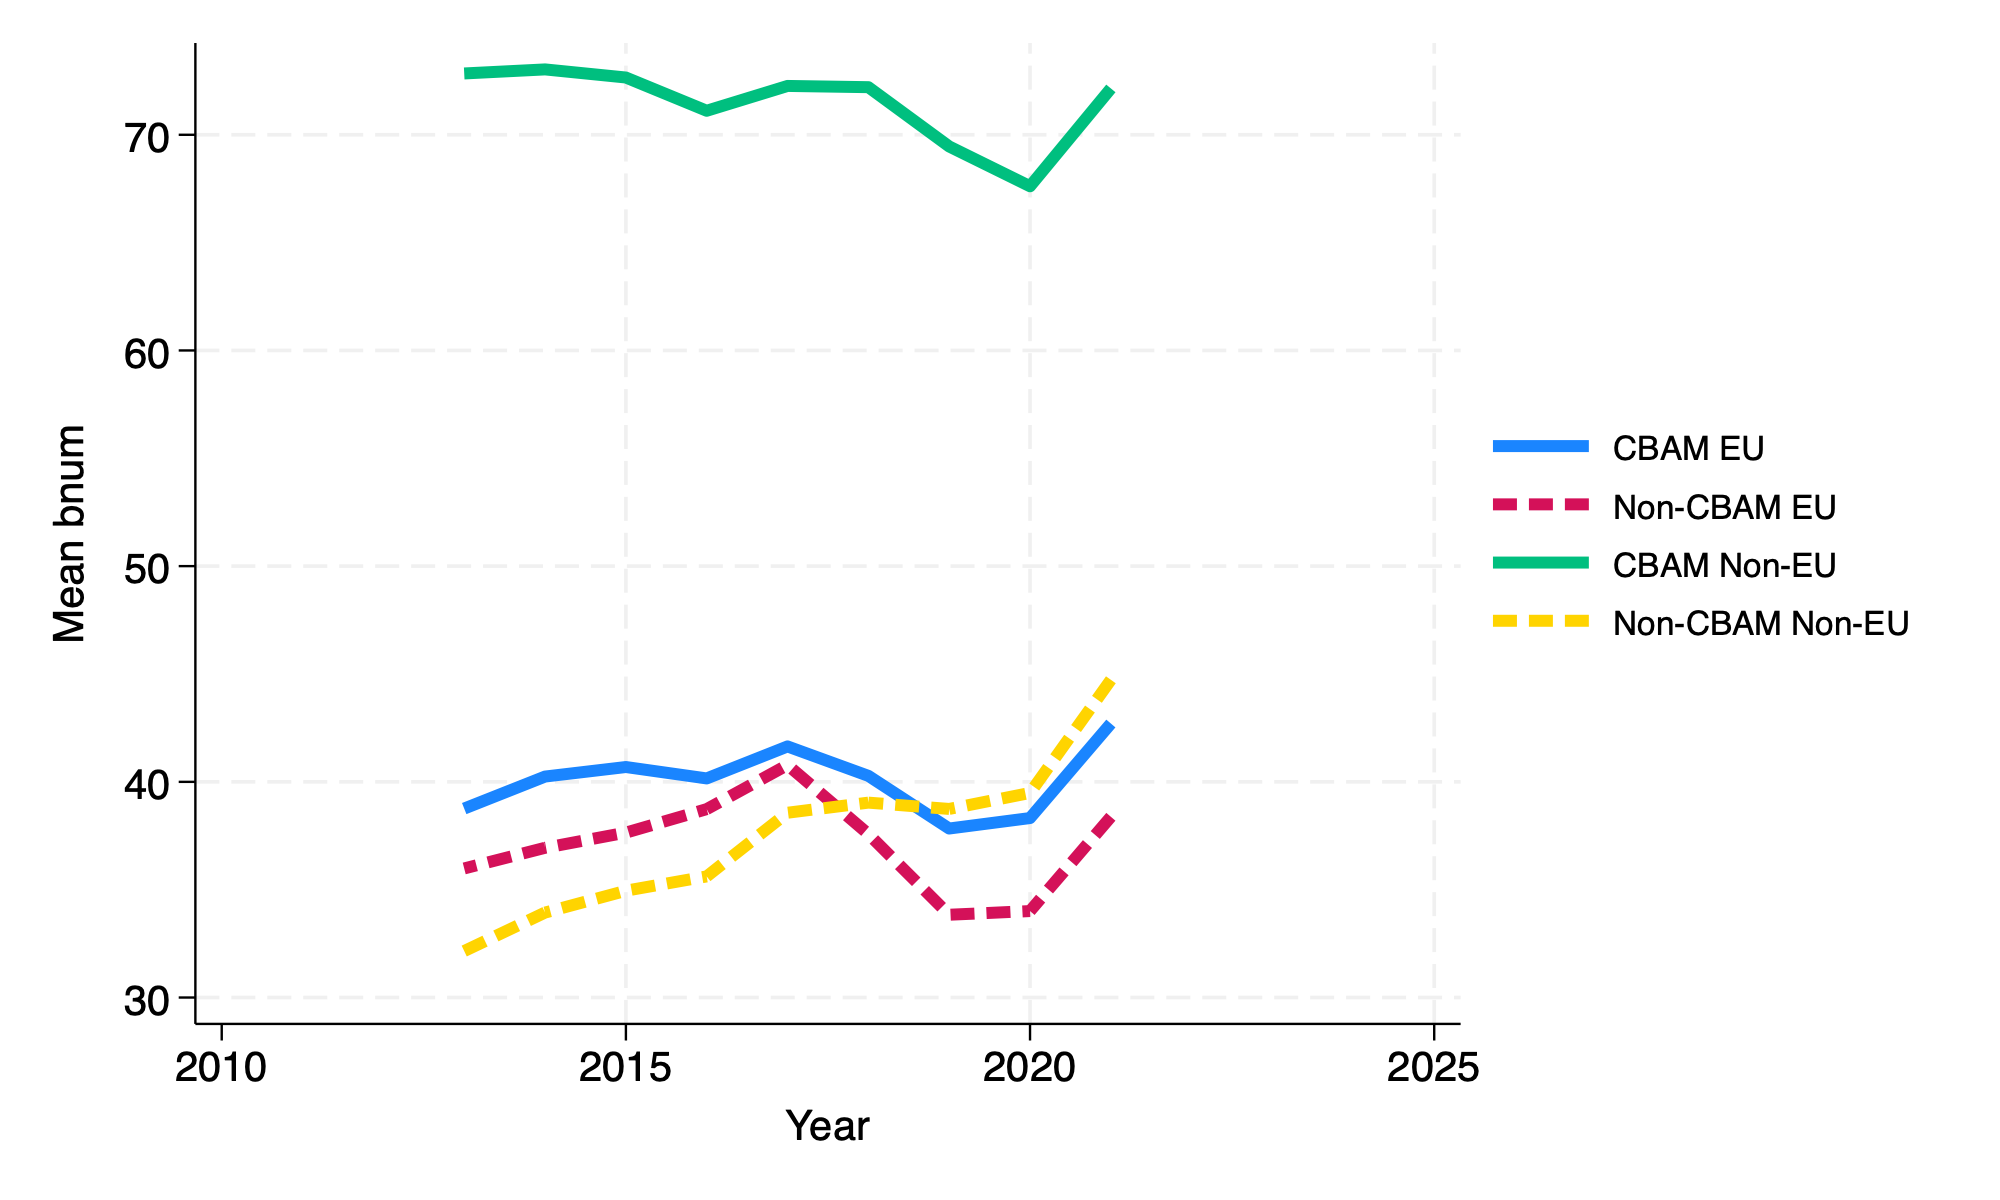 70
60
50
40
30
Mean bnum
2010 2015 2020 2025
Year
CBAM EU
Non-CBAM EU
CBAM Non-EU
Non-CBAM Non-EU